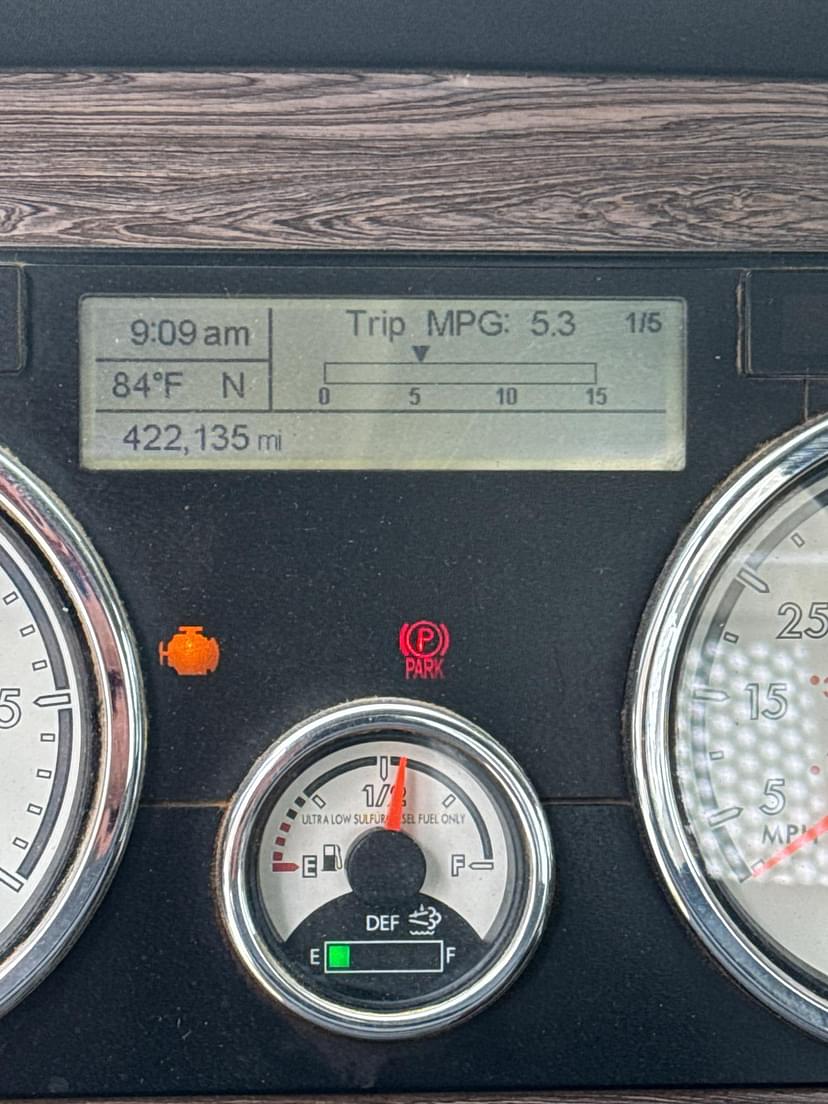 9:09 am
84°F N
422,135 mi
Trip MPG: 5.3 1/5
0 5 10 15
P
PARK
5
1/2
ULTRA LOW SULFUR DIESEL FUEL ONLY
E F
DEF
E F
25
15
5
MPH